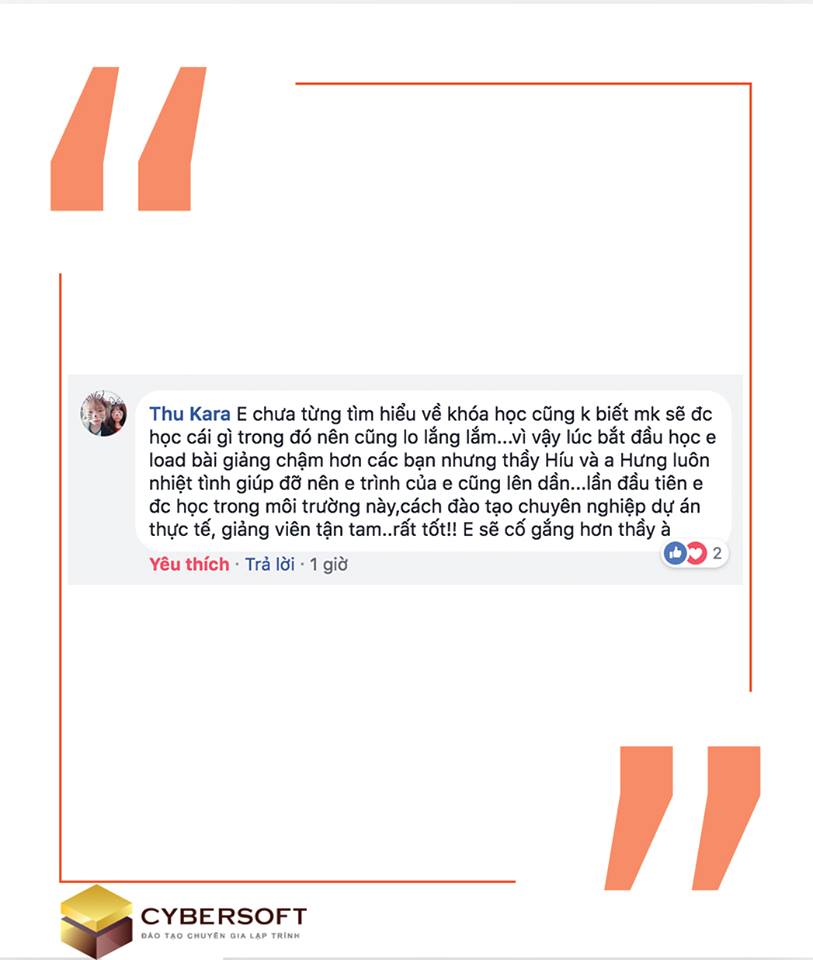 Thu Kara E chưa từng tìm hiểu về khóa học cũng k biết mk sẽ đc
học cái gì trong đó nên cũng lo lắng lắm...vì vậy lúc bắt đầu học e
load bài giảng chậm hơn các bạn nhưng thầy Híu và a Hưng luôn
nhiệt tình giúp đỡ nên e trình của e cũng lên dần...lần đầu tiên e
đc học trong môi trường này,cách đào tạo chuyên nghiệp dự án
thực tế, giảng viên tận tam..rất tốt!! E sẽ cố gắng hơn thầy à
2
Yêu thích · Trả lời · 1 giờ
CYBERSOFT
ĐÀO TẠO CHUYÊN GIA LẬP TRÌNH